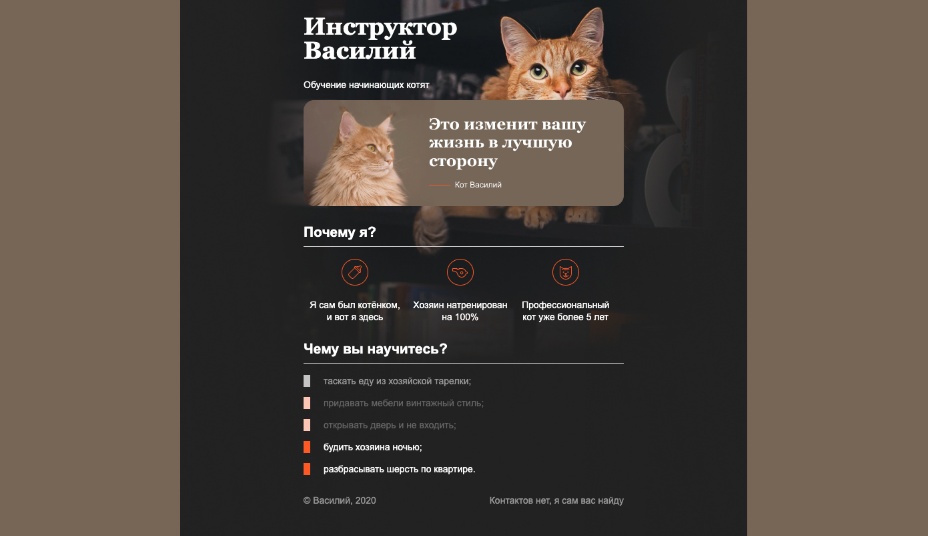 Инструктор
Василий
Обучение начинающих котят
Это изменит вашу
жизнь в лучшую
сторону
Кот Василий
Почему я?
Я сам был котёнком,
и вот я здесь
Хозяин натренирован
на 100%
Профессиональный
кот уже более 5 лет
Чему вы научитесь?
таскать еду из хозяйской тарелки;
придавать мебели винтажный стиль;
открывать дверь и не входить;
будить хозяина ночью;
разбрасывать шерсть по квартире.
© Василий, 2020
Контактов нет, я сам вас найду